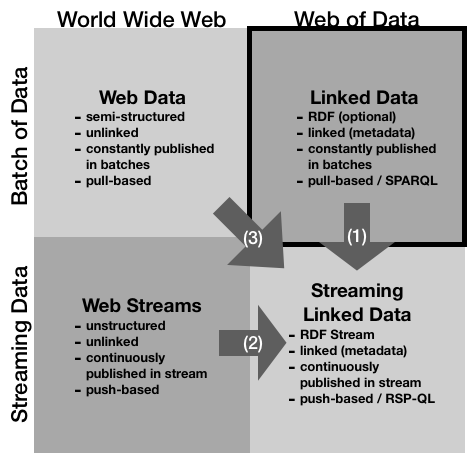 World Wide Web
Web of Data
Batch of Data
Web Data
- semi-structured
- unlinked
- constantly published
in batches
- pull-based
Linked Data
- RDF (optional)
- linked (metadata)
- constantly published
in batches
- pull-based / SPARQL
(3)
(1)
Streaming Data
Web Streams
- unstructured
- unlinked
- continuously
published in stream
- push-based
(2)
Streaming
Linked Data
- RDF Stream
- linked (metadata)
- continuously
published in stream
- push-based / RSP-QL